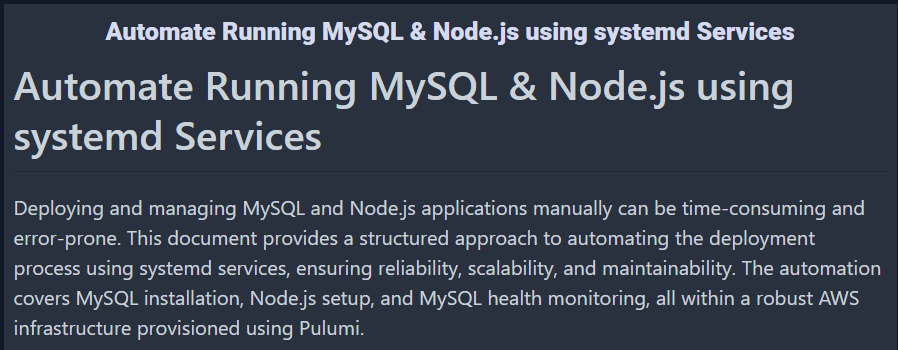 Automate Running MySQL & Node.js using systemd Services
Automate Running MySQL & Node.js using
systemd Services
Deploying and managing MySQL and Node.js applications manually can be time-consuming and
error-prone. This document provides a structured approach to automating the deployment
process using systemd services, ensuring reliability, scalability, and maintainability. The automation
covers MySQL installation, Node.js setup, and MySQL health monitoring, all within a robust AWS
infrastructure provisioned using Pulumi.